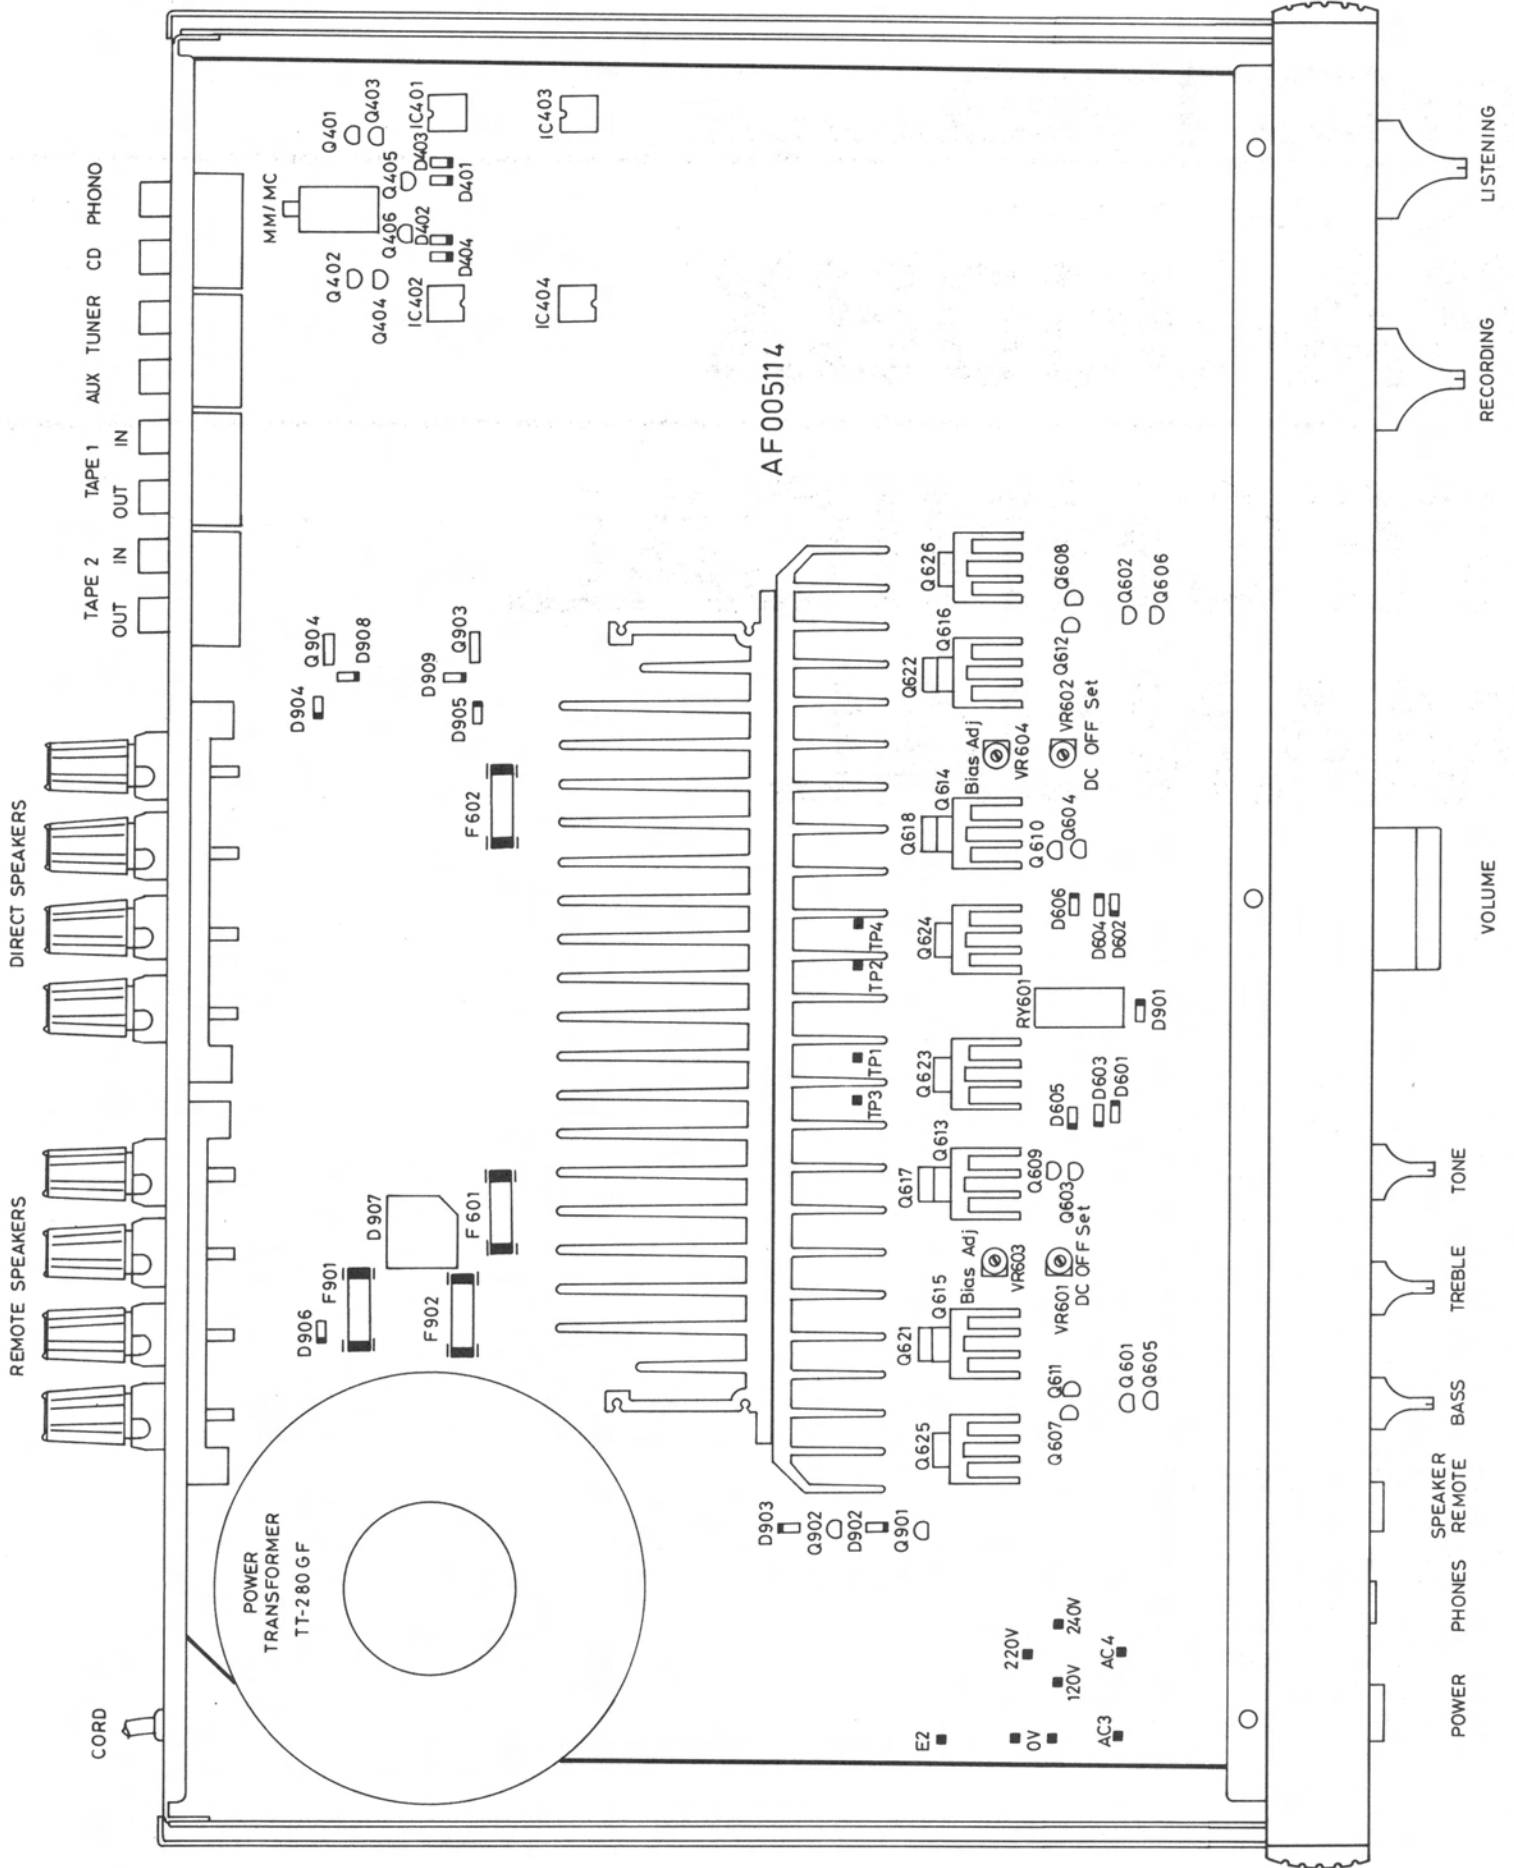 CORD
REMOTE SPEAKERS
DIRECT SPEAKERS
TAPE 2
OUT IN
TAPE 1
OUT IN
AUX TUNER CD PHONO
POWER
TRANSFORMER
TT-280GF
D906
F901
F902
D907
F601
F602
D904
Q904
D908
D909
D905
Q903
MM/MC
Q402
Q404
Q406
D402
D404
IC402
IC404
Q401
Q403
Q405
D403
D401
IC401
IC403
AF005114
TP3
TP1
TP2
TP4
D903
Q902
D902
Q901
Q625
Q621
Q615
Q617
Q613
Q623
Q624
Q618
Q614
Q622
Q616
Q626
Bias Adj
VR603
VR601
DC OFF Set
Q607
Q611
Q601
Q605
Q609
Q603
D605
D603
D601
RY601
D901
D606
D604
D602
Q610
Q604
Bias Adj
VR604
VR602
DC OFF Set
Q612
Q608
Q602
Q606
E2
0V
220V
120V
240V
AC3
AC4
POWER
PHONES
SPEAKER
REMOTE
BASS
TREBLE
TONE
VOLUME
RECORDING
LISTENING